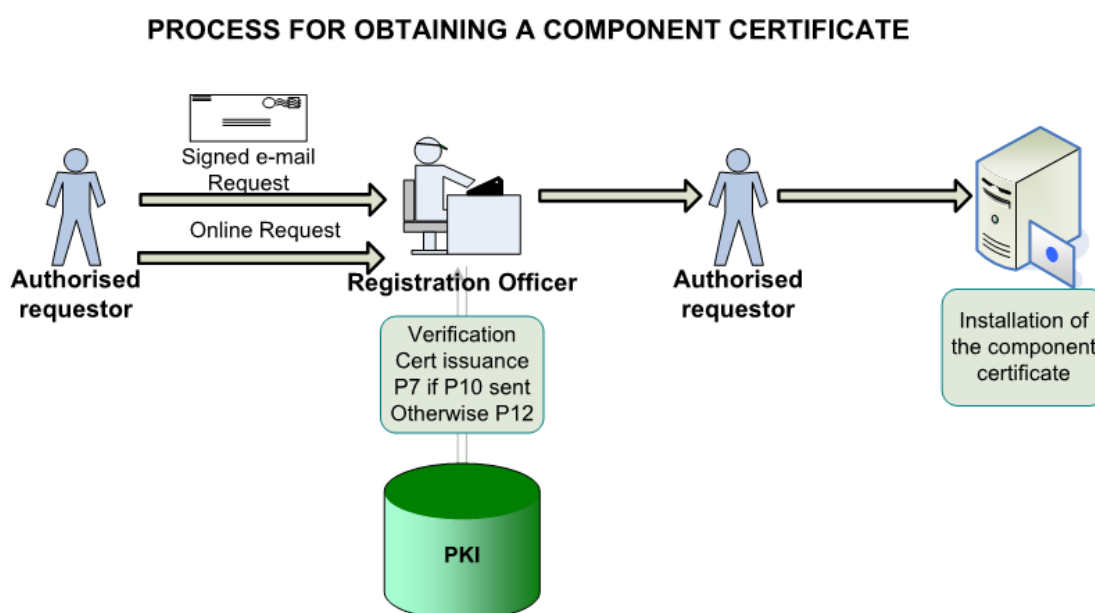 PROCESS FOR OBTAINING A COMPONENT CERTIFICATE
Signed e-mail
Request
Online Request
Authorised
requestor
Registration Officer
Authorised
requestor
Verification
Cert issuance
P7 if P10 sent
Otherwise P12
Installation of
the component
certificate
PKI